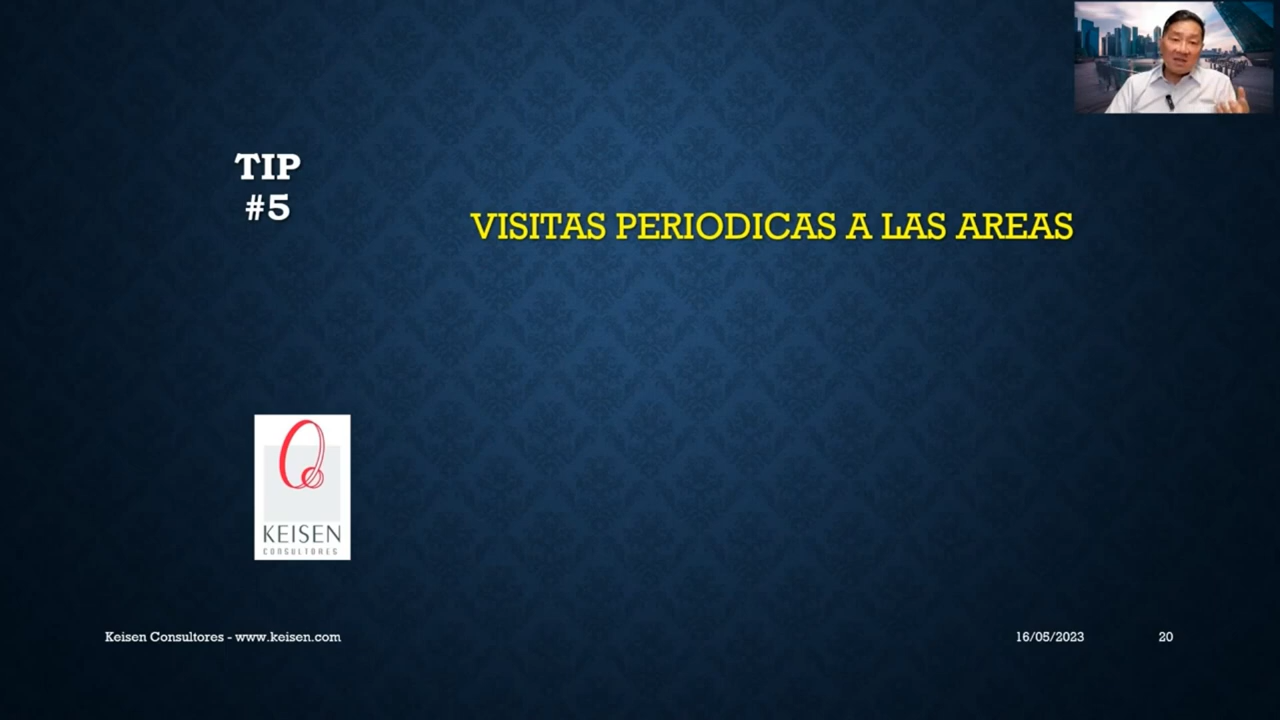 TIP
#5
VISITAS PERIODICAS A LAS AREAS
KEISEN
CONSULTORES
Keisen Consultores - www.keisen.com
16/05/2023
20